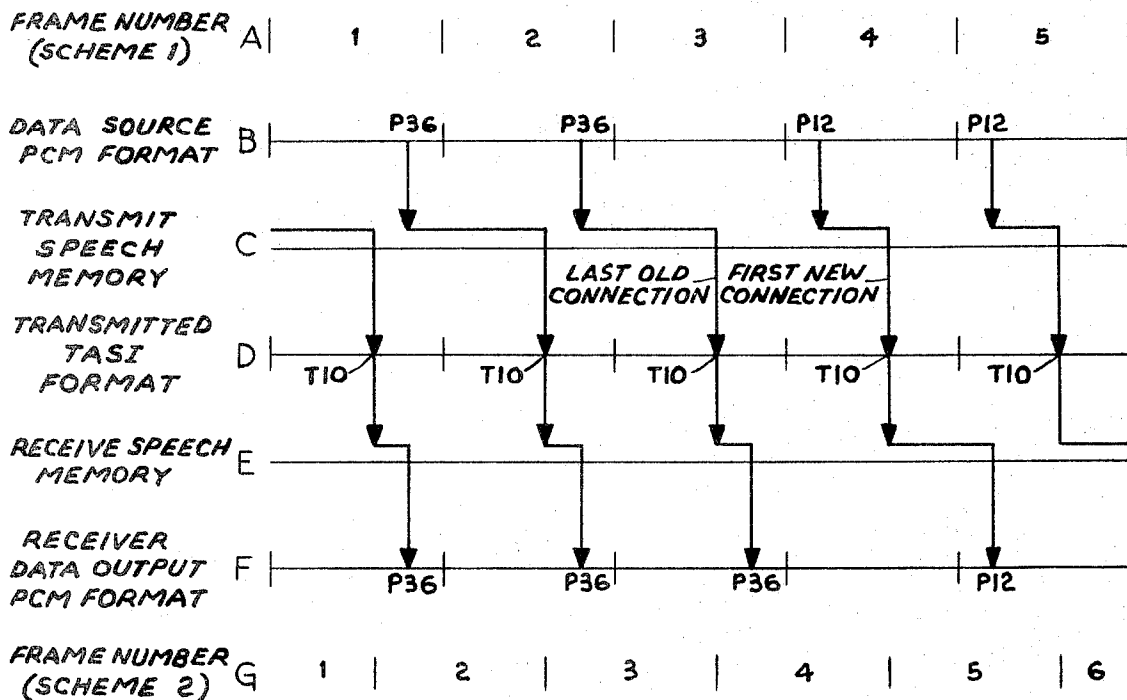 FRAME NUMBER
(SCHEME 1) A 1 2 3 4 5
DATA SOURCE
PCM FORMAT B P36 P36 P12 P12
TRANSMIT
SPEECH
MEMORY C
LAST OLD
CONNECTION
FIRST NEW
CONNECTION
TRANSMITTED
TASI
FORMAT D T10 T10 T10 T10 T10
RECEIVE SPEECH
MEMORY E
RECEIVER
DATA OUTPUT
PCM FORMAT F P36 P36 P36 P12
FRAME NUMBER
(SCHEME 2) G 1 2 3 4 5 6